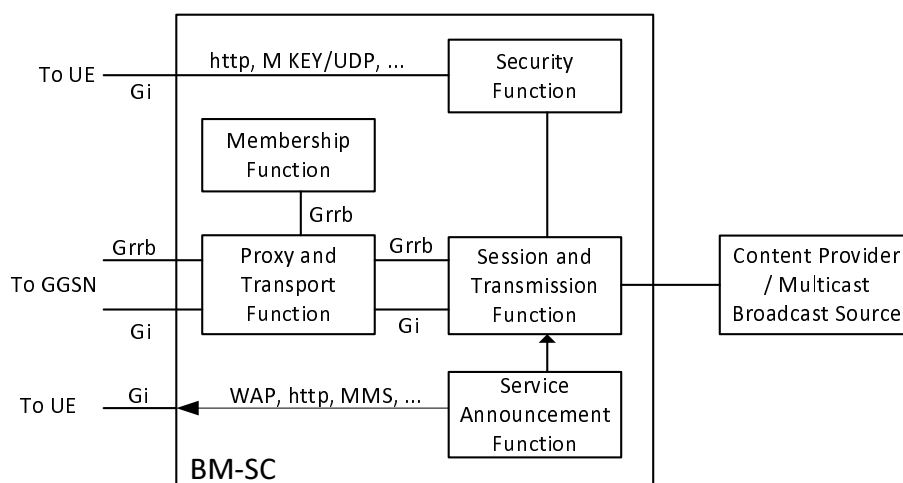 To UE
Gi
http, M KEY/UDP, ...
Security
Function
Membership
Function
Grrb
Grrb
To GGSN
Gi
Proxy and
Transport
Function
Grrb
Gi
Session and
Transmission
Function
Content Provider
/ Multicast
Broadcast Source
To UE
Gi
WAP, http, MMS, ...
Service
Announcement
Function
BM-SC